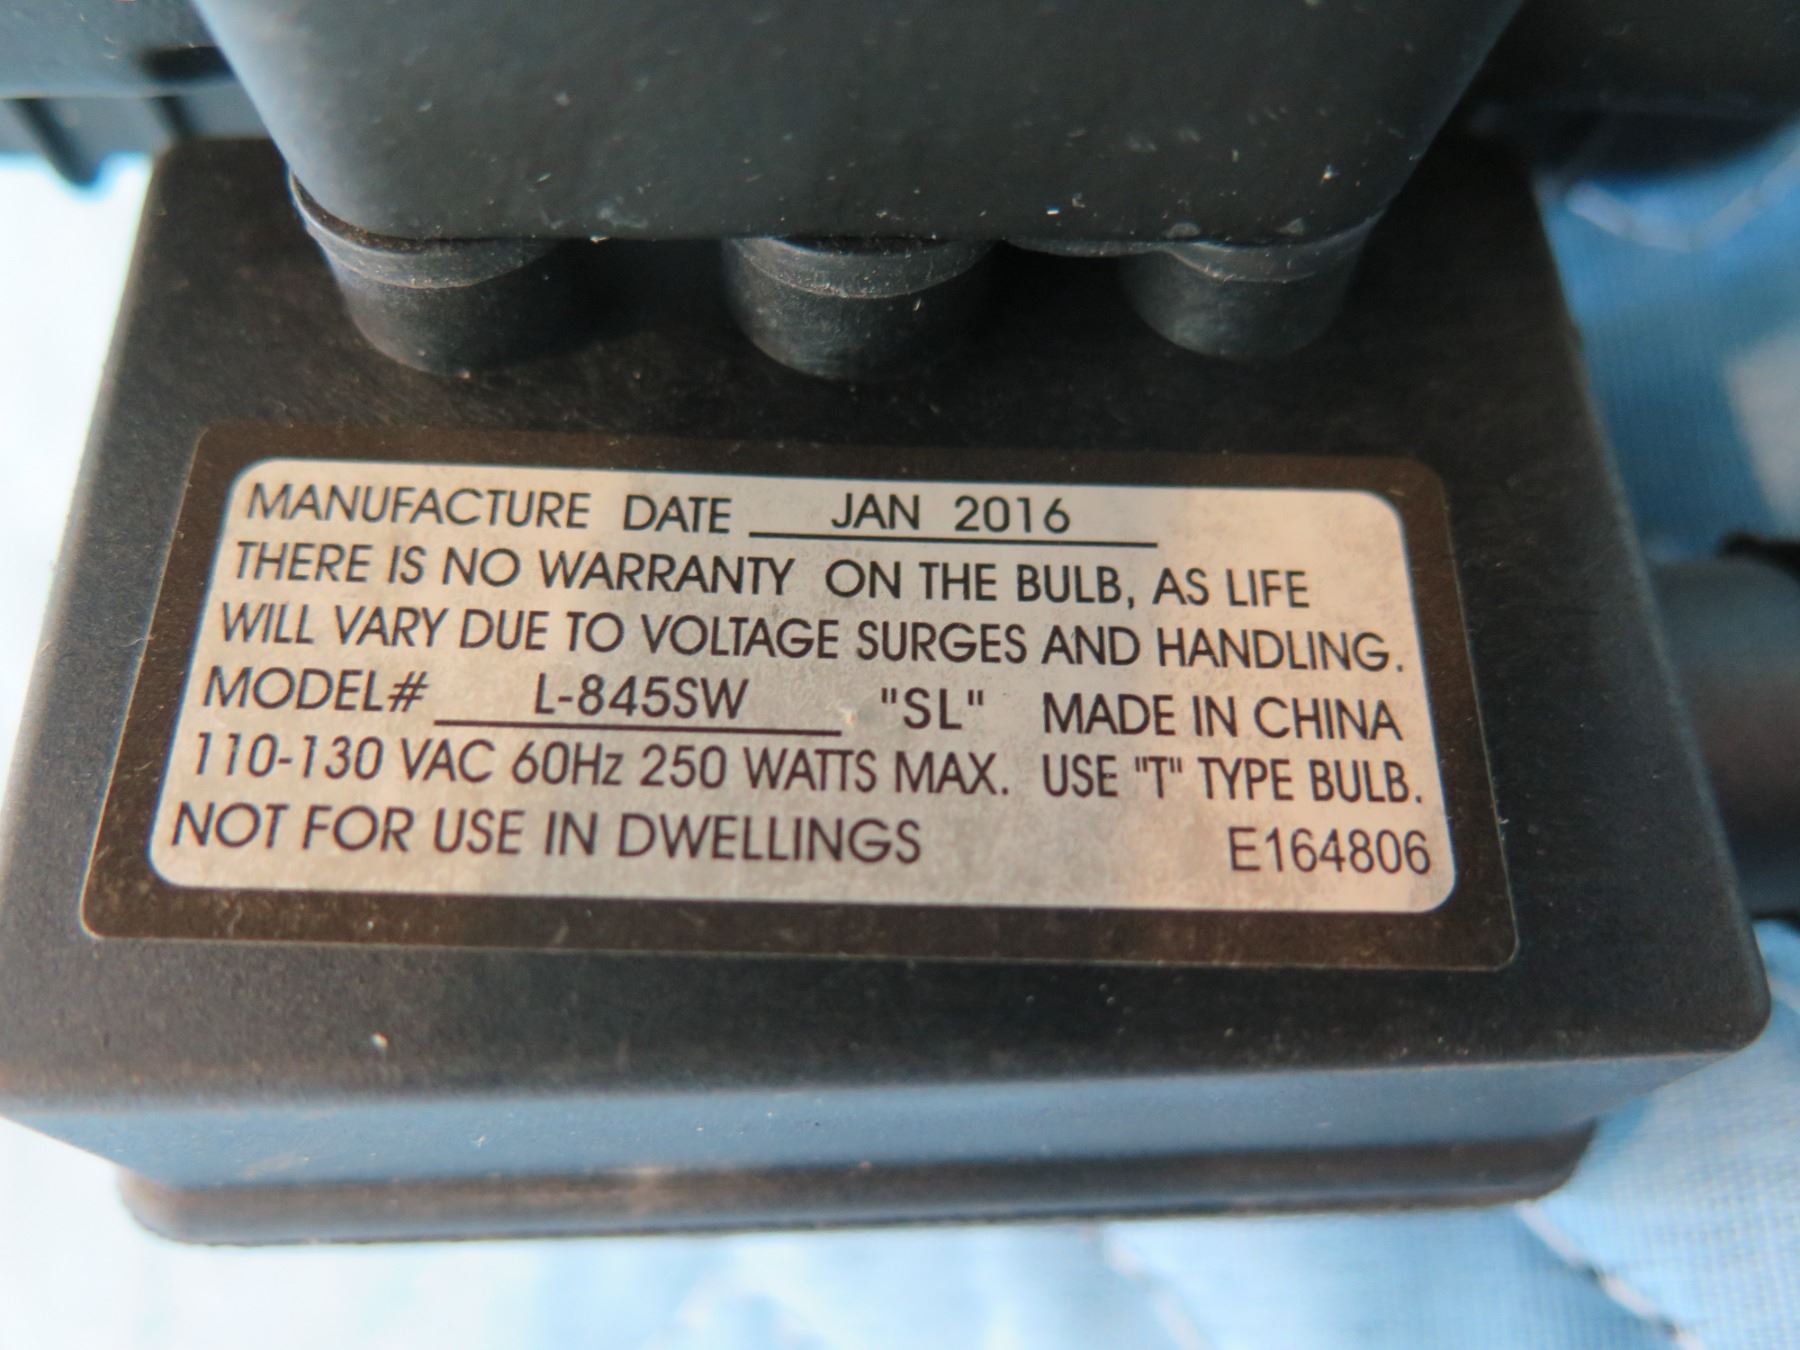 MANUFACTURE DATE JAN 2016
THERE IS NO WARRANTY ON THE BULB, AS LIFE
WILL VARY DUE TO VOLTAGE SURGES AND HANDLING.
MODEL# L-845SW "SL" MADE IN CHINA
110-130 VAC 60Hz 250 WATTS MAX. USE "T" TYPE BULB.
NOT FOR USE IN DWELLINGS E164806